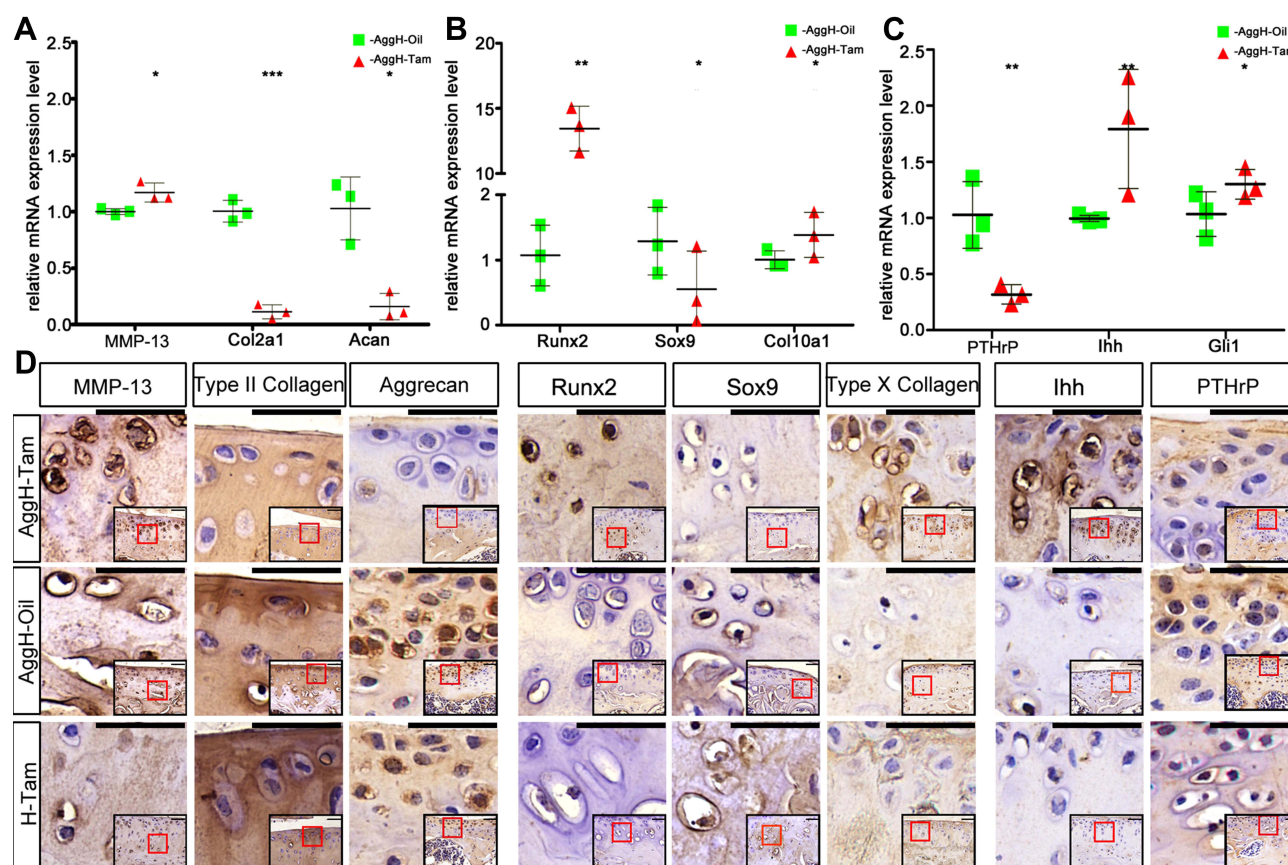 A
-AggH-Oil
-AggH-Tam
relative mRNA expression level
2.5
2.0
1.5
1.0
0.5
0.0
* *** *
MMP-13 Col2a1 Acan
B
-AggH-Oil
-AggH-Tam
relative mRNA expression level
20
15
10
2
1
0
** * *
Runx2 Sox9 Col10a1
C
-AggH-Oil
-AggH-Tam
relative mRNA expression level
2.5
2.0
1.5
1.0
0.5
0.0
** ** *
PTHrP Ihh Gli1
D
MMP-13 Type II Collagen Aggrecan Runx2 Sox9 Type X Collagen Ihh PTHrP
AggH-Tam
AggH-Oil
H-Tam